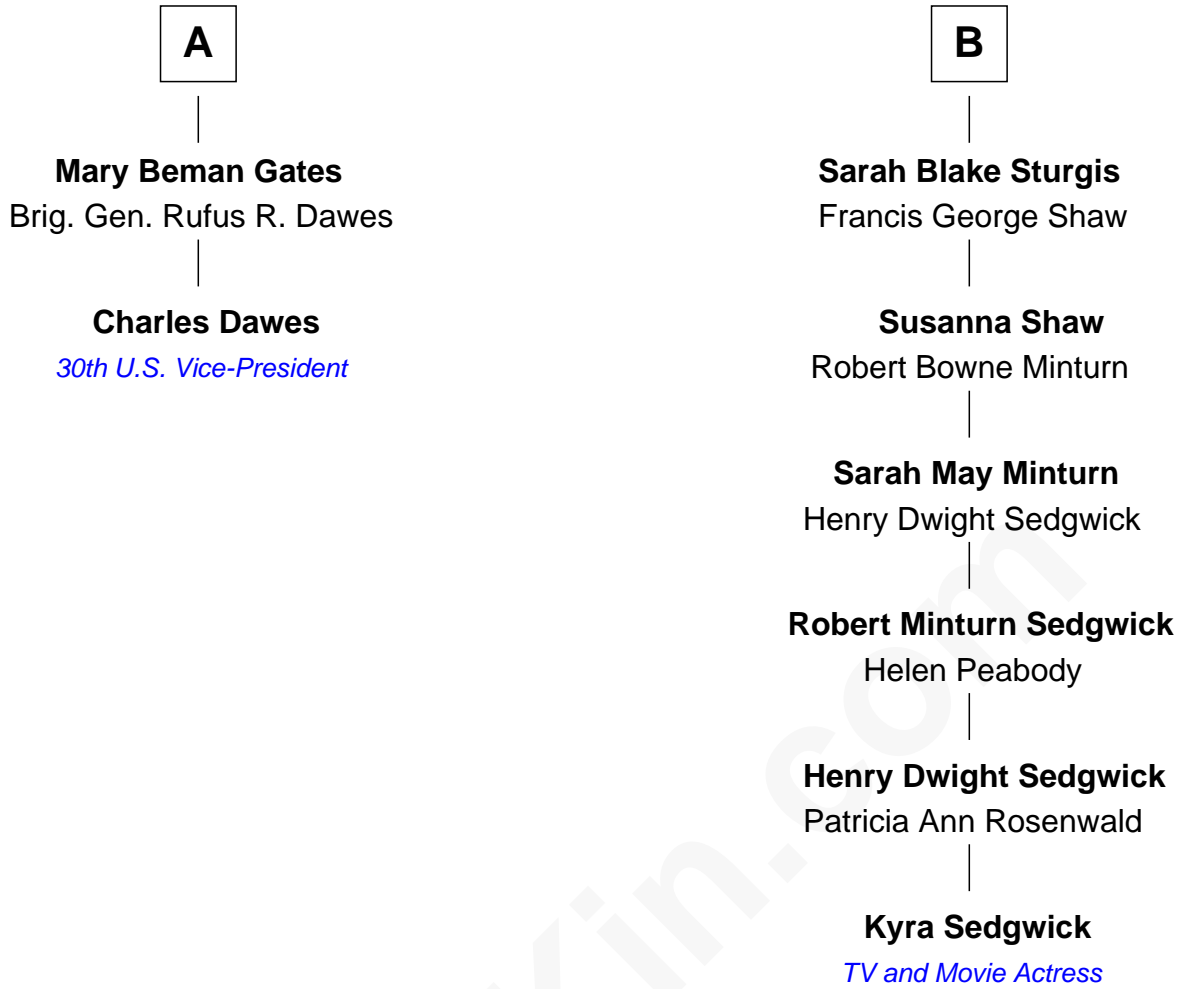 A
Mary Beman Gates
Brig. Gen. Rufus R. Dawes
Charles Dawes
30th U.S. Vice-President
B
Sarah Blake Sturgis
Francis George Shaw
Susanna Shaw
Robert Bowne Minturn
Sarah May Minturn
Henry Dwight Sedgwick
Robert Minturn Sedgwick
Helen Peabody
Henry Dwight Sedgwick
Patricia Ann Rosenwald
Kyra Sedgwick
TV and Movie Actress
Kin.com